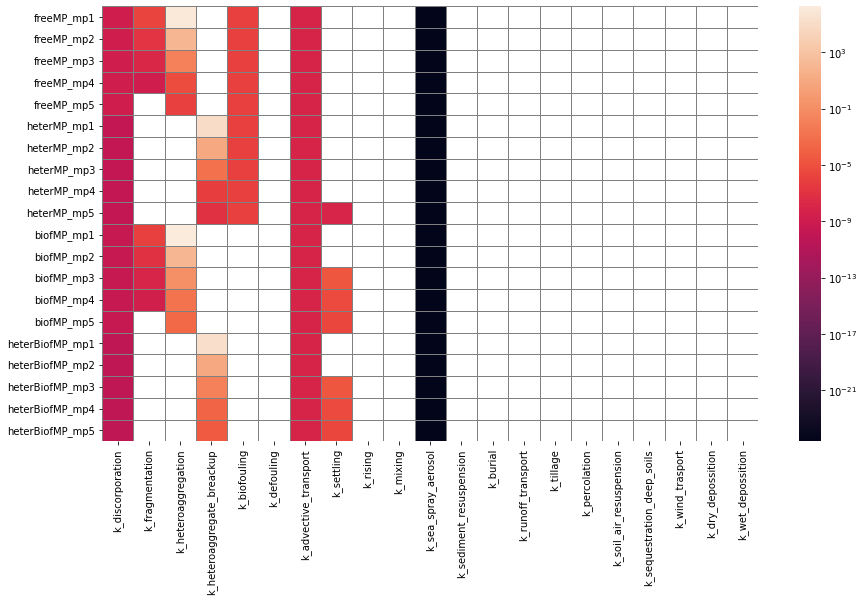 freeMP_mp1
freeMP_mp2
freeMP_mp3
freeMP_mp4
freeMP_mp5
heterMP_mp1
heterMP_mp2
heterMP_mp3
heterMP_mp4
heterMP_mp5
biofMP_mp1
biofMP_mp2
biofMP_mp3
biofMP_mp4
biofMP_mp5
heterBiofMP_mp1
heterBiofMP_mp2
heterBiofMP_mp3
heterBiofMP_mp4
heterBiofMP_mp5
k_discorporation
k_fragmentation
k_heteroaggregation
k_heteroaggregate_breackup
k_biofouling
k_defouling
k_advective_transport
k_settling
k_rising
k_mixing
k_sea_spray_aerosol
k_sediment_resuspension
k_burial
k_runoff_transport
k_tillage
k_percolation
k_soil_air_resuspension
k_sequestration_deep_soils
k_wind_trasport
k_dry_depossition
k_wet_depossition
10³
10⁻¹
10⁻⁵
10⁻⁹
10⁻¹³
10⁻¹⁷
10⁻²¹